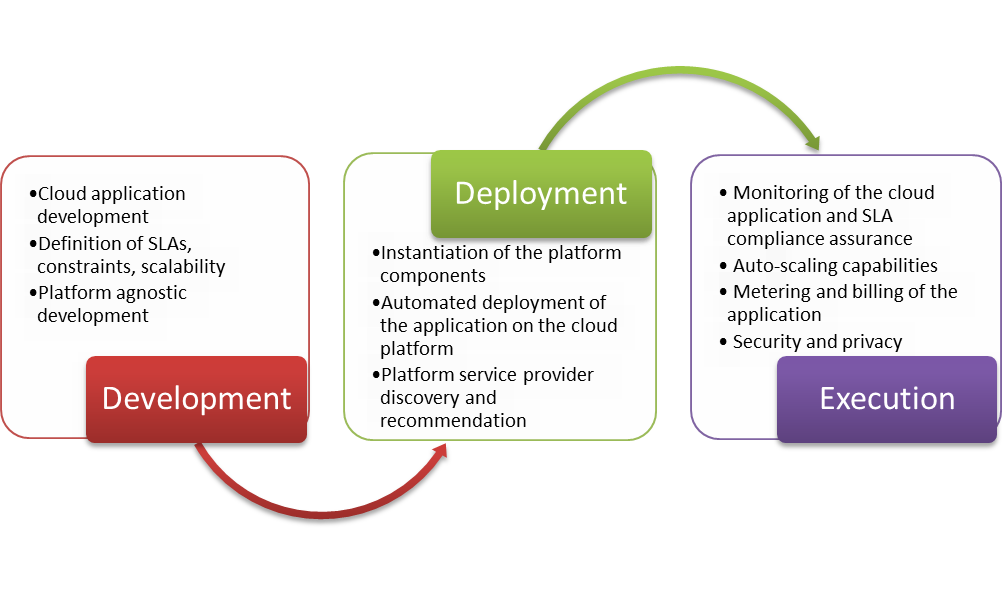 •Cloud application
development
•Definition of SLAs,
constraints, scalability
•Platform agnostic
development
Development
Deployment
•Instantiation of the platform
components
•Automated deployment of
the application on the cloud
platform
•Platform service provider
discovery and
recommendation
• Monitoring of the cloud
application and SLA
compliance assurance
• Auto-scaling capabilities
• Metering and billing of the
application
• Security and privacy
Execution